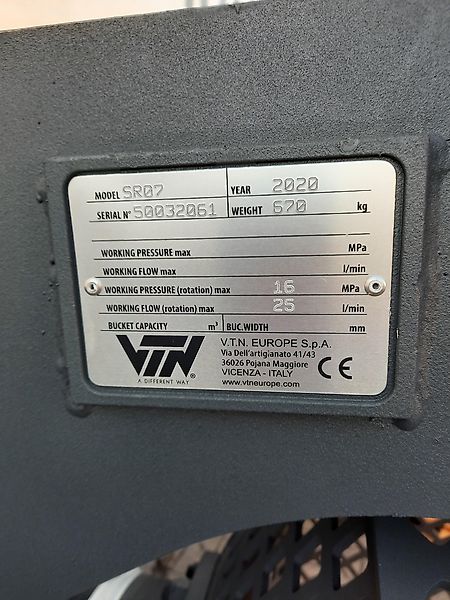 MODEL SR07 YEAR 2020
SERIAL N° 50032061 WEIGHT 670 kg
WORKING PRESSURE max MPa
WORKING FLOW max l/min
WORKING PRESSURE (rotation) max 16 MPa
WORKING FLOW (rotation) max 25 l/min
BUCKET CAPACITY m³ BUC.WIDTH mm
VTN
A DIFFERENT WAY
®
V.T.N. EUROPE S.p.A.
Via Dell'artigianato 41/43
36026 Pojana Maggiore
VICENZA - ITALY
www.vtneurope.com
CE